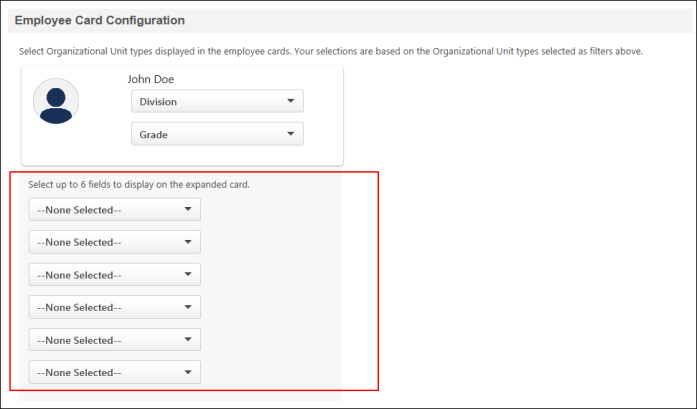 Employee Card Configuration
Select Organizational Unit types displayed in the employee cards. Your selections are based on the Organizational Unit types selected as filters above.
John Doe
Division
Grade
Select up to 6 fields to display on the expanded card.
--None Selected--
--None Selected--
--None Selected--
--None Selected--
--None Selected--
--None Selected--